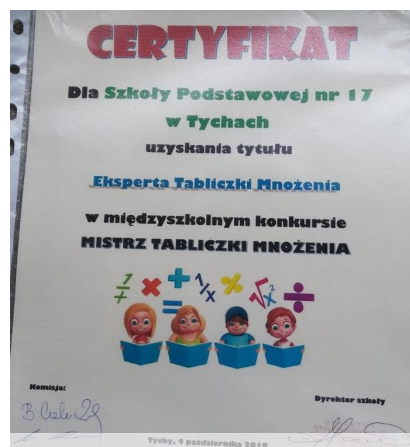 CERTYFIKAT
Dla Szkoły Podstawowej nr 17
w Tychach
uzyskania tytułu
Eksperta Tabliczki Mnożenia
w międzyszkolnym konkursie
MISTRZ TABLICZKI MNOŻENIA
Komisja:
Dyrektor szkoły
Tychy, 4 października 2019